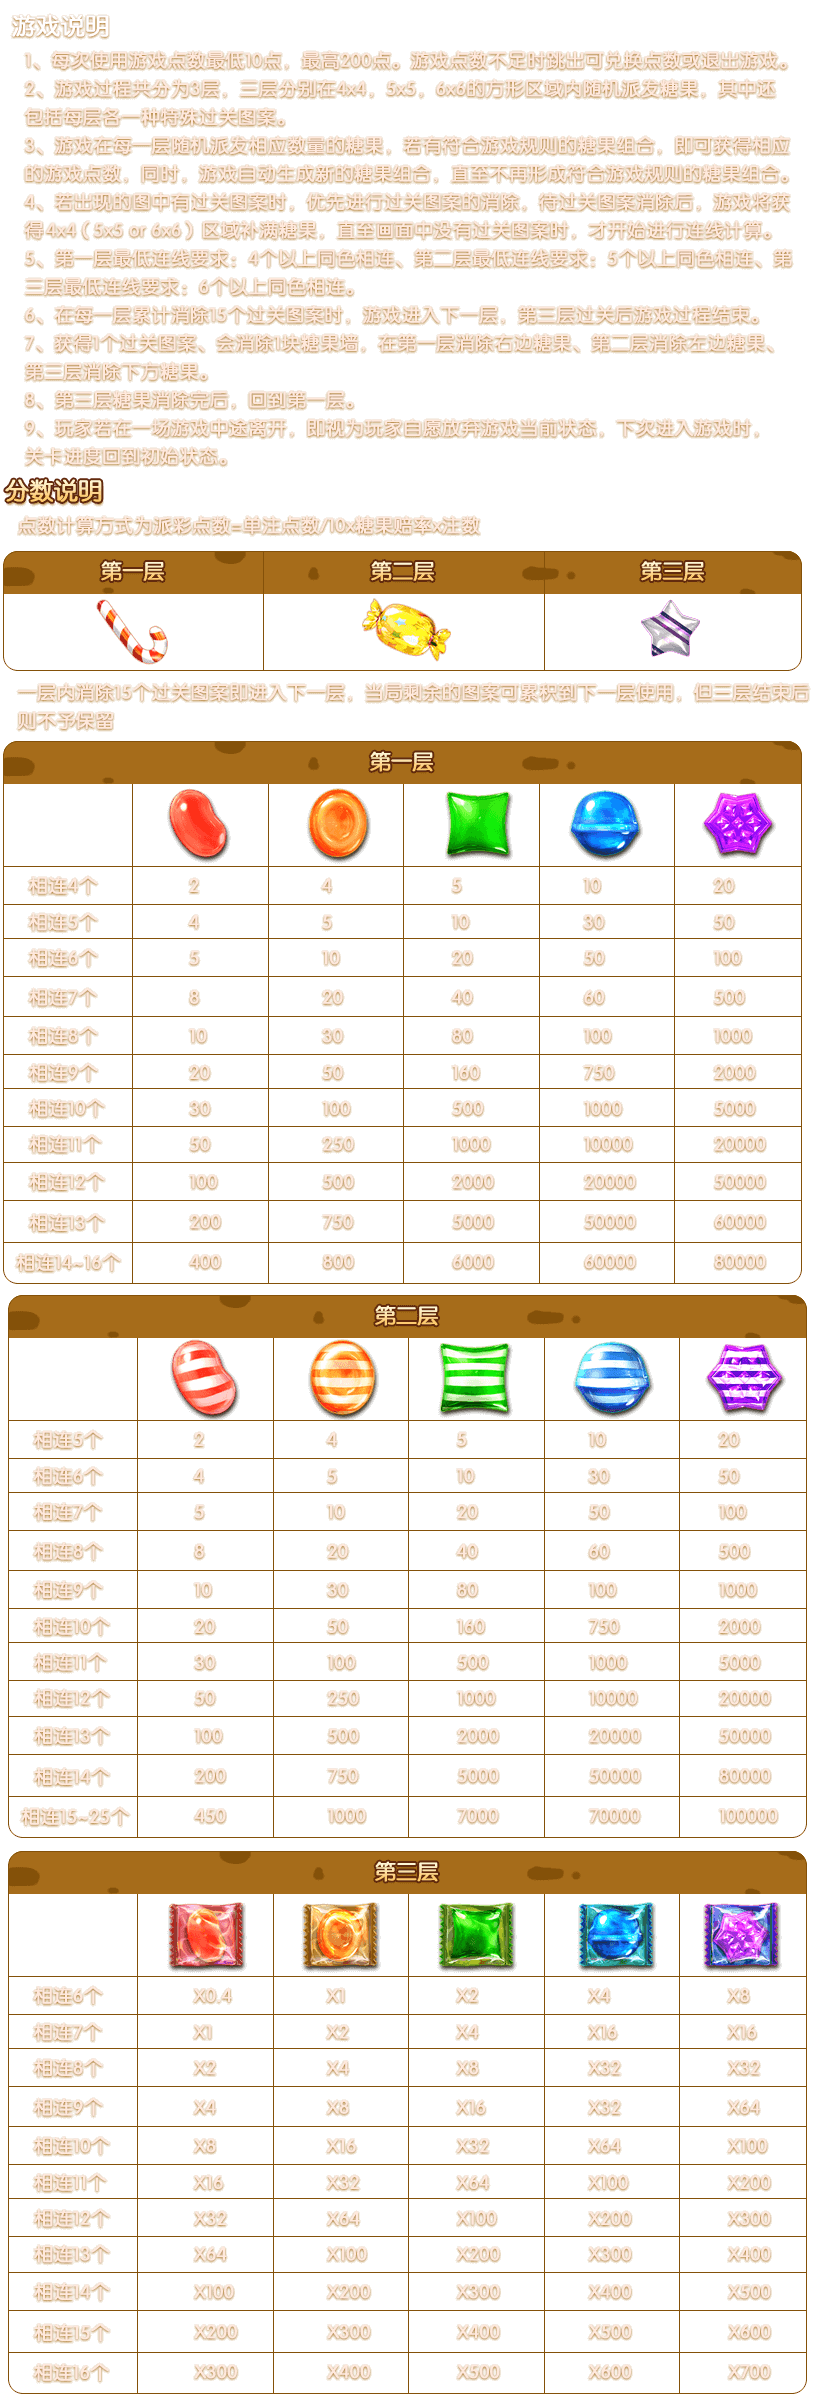 游戏说明
1、每次使用游戏点数最低10点，最高200点。游戏点数不足时跳出可兑换点数或退出游戏。
2、游戏过程共分为3层，三层分别在4x4，5x5，6x6的方形区域内随机派发糖果，其中还
包括每层各一种特殊过关图案。
3、游戏在每一层随机派发相应数量的糖果，若有符合游戏规则的糖果组合，即可获得相应
的游戏点数，同时，游戏自动生成新的糖果组合，直至不再形成符合游戏规则的糖果组合。
4、若出现的图中有过关图案时，优先进行过关图案的消除，待过关图案消除后，游戏将获
得4x4（5x5 or 6x6）区域补满糖果，直至画面中没有过关图案时，才开始进行连线计算。
5、第一层最低连线要求：4个以上同色相连、第二层最低连线要求：5个以上同色相连、第
三层最低连线要求：6个以上同色相连。
6、在每一层累计消除15个过关图案时，游戏进入下一层，第三层过关后游戏过程结束。
7、获得1个过关图案、会消除1块糖果墙，在第一层消除右边糖果、第二层消除左边糖果、
第三层消除下方糖果。
8、第三层糖果消除完后，回到第一层。
9、玩家若在一场游戏中途离开，即视为玩家自愿放弃游戏当前状态，下次进入游戏时，
关卡进度回到初始状态。
分数说明
点数计算方式为派彩点数=单注点数/10x糖果赔率x注数
第一层 第二层 第三层
一层内消除15个过关图案即进入下一层，当局剩余的图案可累积到下一层使用，但三层结束后
则不予保留
第一层
相连4个 2 4 5 10 20
相连5个 4 5 10 30 50
相连6个 5 10 20 50 100
相连7个 8 20 40 60 500
相连8个 10 30 80 100 1000
相连9个 20 50 160 750 2000
相连10个 30 100 500 1000 5000
相连11个 50 250 1000 10000 20000
相连12个 100 500 2000 20000 50000
相连13个 200 750 5000 50000 60000
相连14~16个 400 800 6000 60000 80000
第二层
相连5个 2 4 5 10 20
相连6个 4 5 10 30 50
相连7个 5 10 20 50 100
相连8个 8 20 40 60 500
相连9个 10 30 80 100 1000
相连10个 20 50 160 750 2000
相连11个 30 100 500 1000 5000
相连12个 50 250 1000 10000 20000
相连13个 100 500 2000 20000 50000
相连14个 200 750 5000 50000 80000
相连15~25个 450 1000 7000 70000 100000
第三层
相连6个 X0.4 X1 X2 X4 X8
相连7个 X1 X2 X4 X16 X16
相连8个 X2 X4 X8 X32 X32
相连9个 X4 X8 X16 X32 X64
相连10个 X8 X16 X32 X64 X100
相连11个 X16 X32 X64 X100 X200
相连12个 X32 X64 X100 X200 X300
相连13个 X64 X100 X200 X300 X400
相连14个 X100 X200 X300 X400 X500
相连15个 X200 X300 X400 X500 X600
相连16个 X300 X400 X500 X600 X700